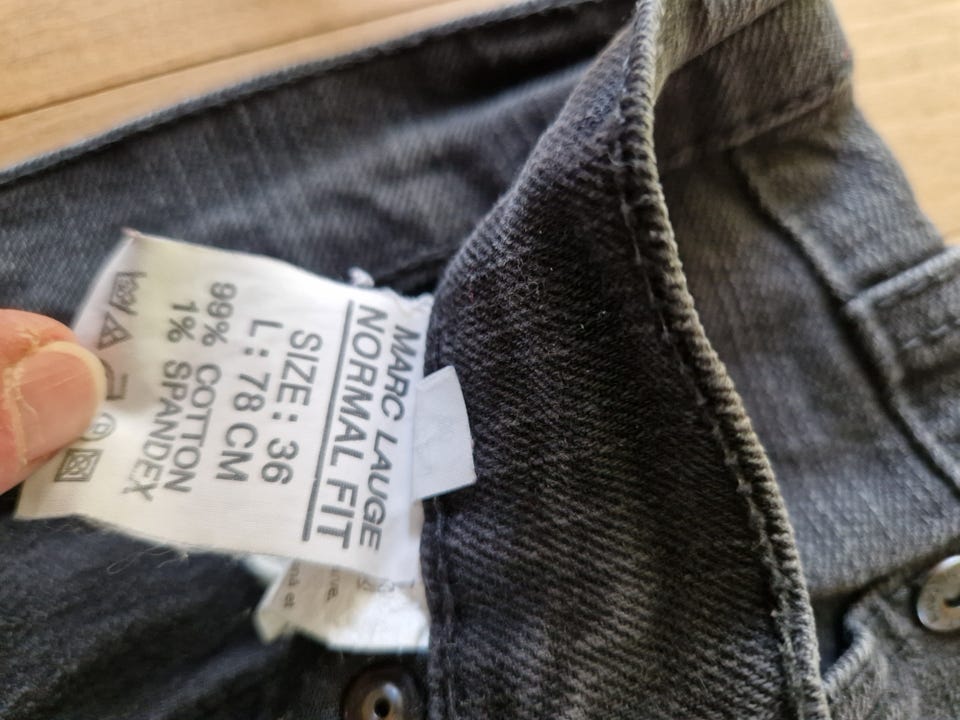 MARC LAUGE
NORMAL FIT
SIZE: 36
L: 78 CM
99% COTTON
1% SPANDEX